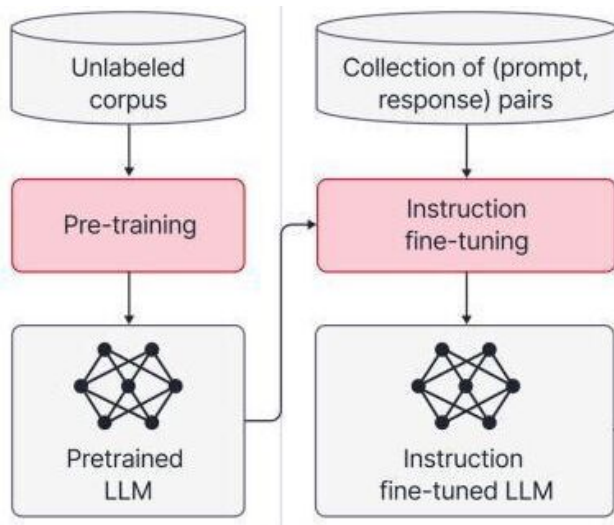 Unlabeled
corpus
Pre-training
Pretrained
LLM
Collection of (prompt,
response) pairs
Instruction
fine-tuning
Instruction
fine-tuned LLM